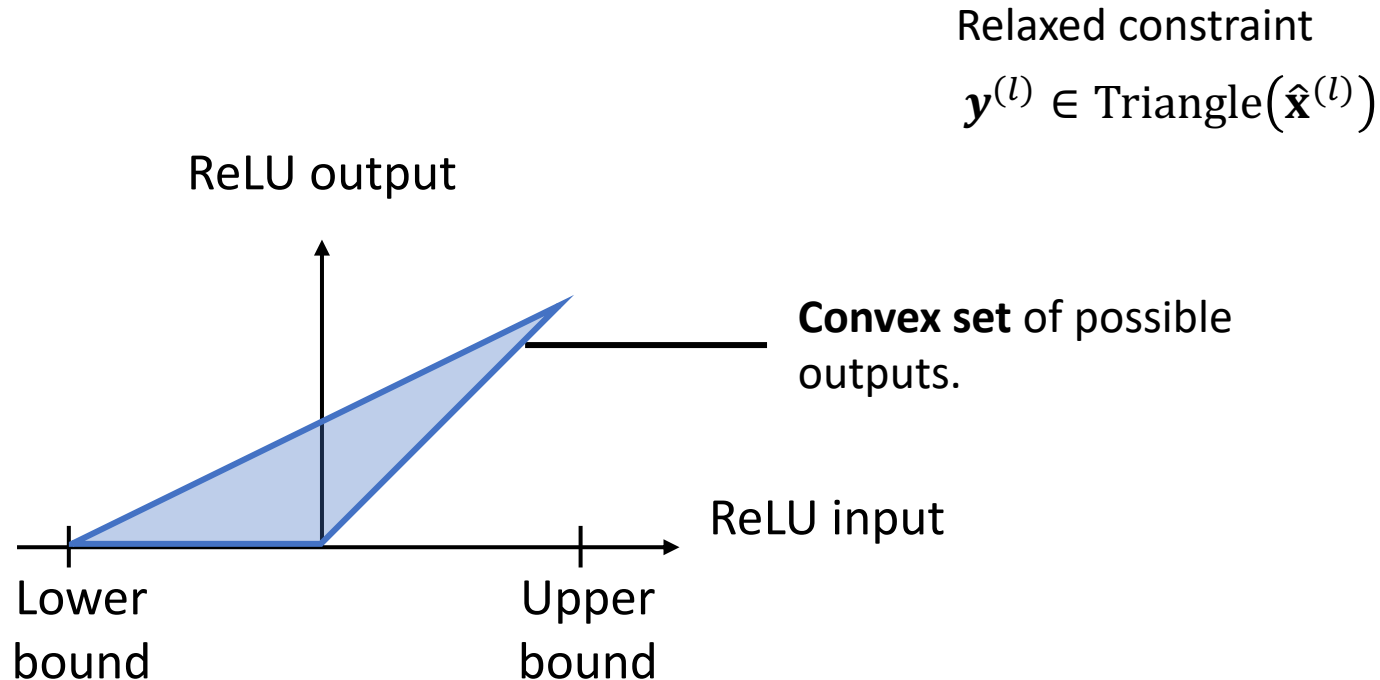 Relaxed constraint
𝒚^(𝑙) ∈ Triangle(𝐱̂^(𝑙))
ReLU output
Convex set of possible
outputs.
ReLU input
Lower
bound
Upper
bound